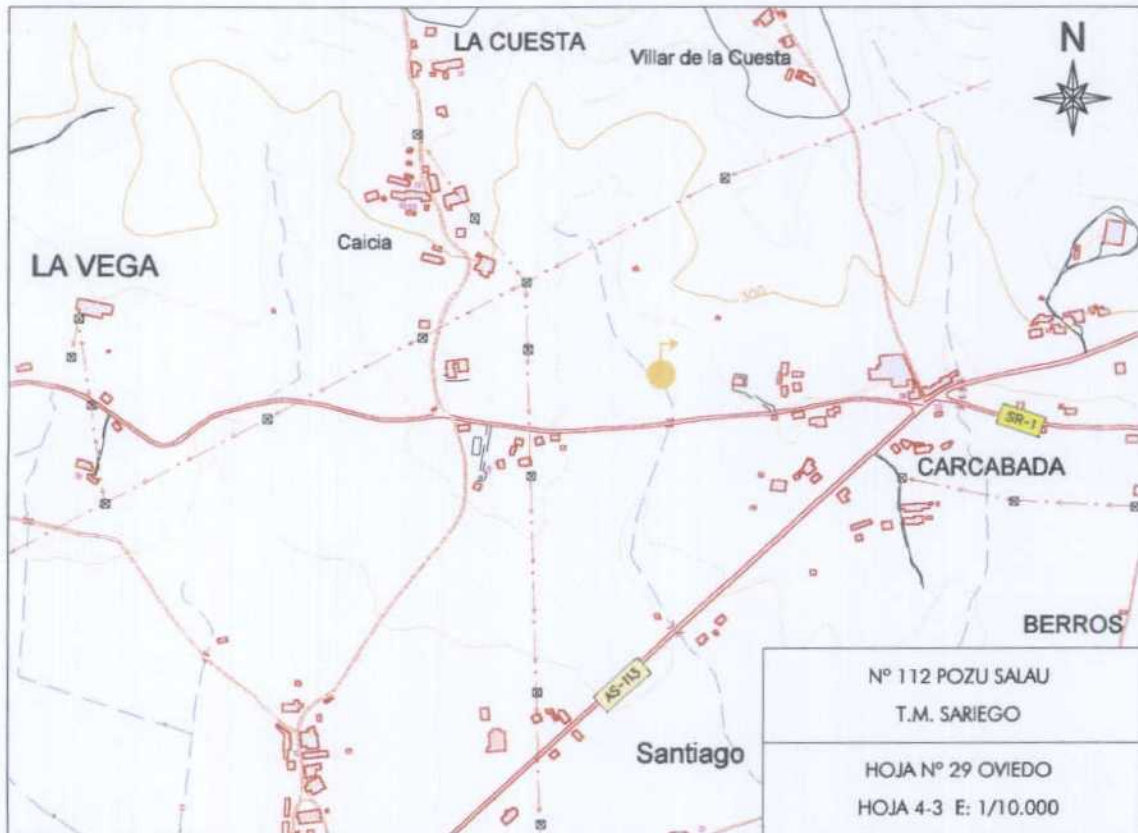 LA CUESTA
Villar de la Cuesta
N
Caicia
LA VEGA
300
SR-1
CARCABADA
BERROS
AS-113
Santiago
Nº 112 POZU SALAU
T.M. SARIEGO
HOJA Nº 29 OVIEDO
HOJA 4-3 E: 1/10.000